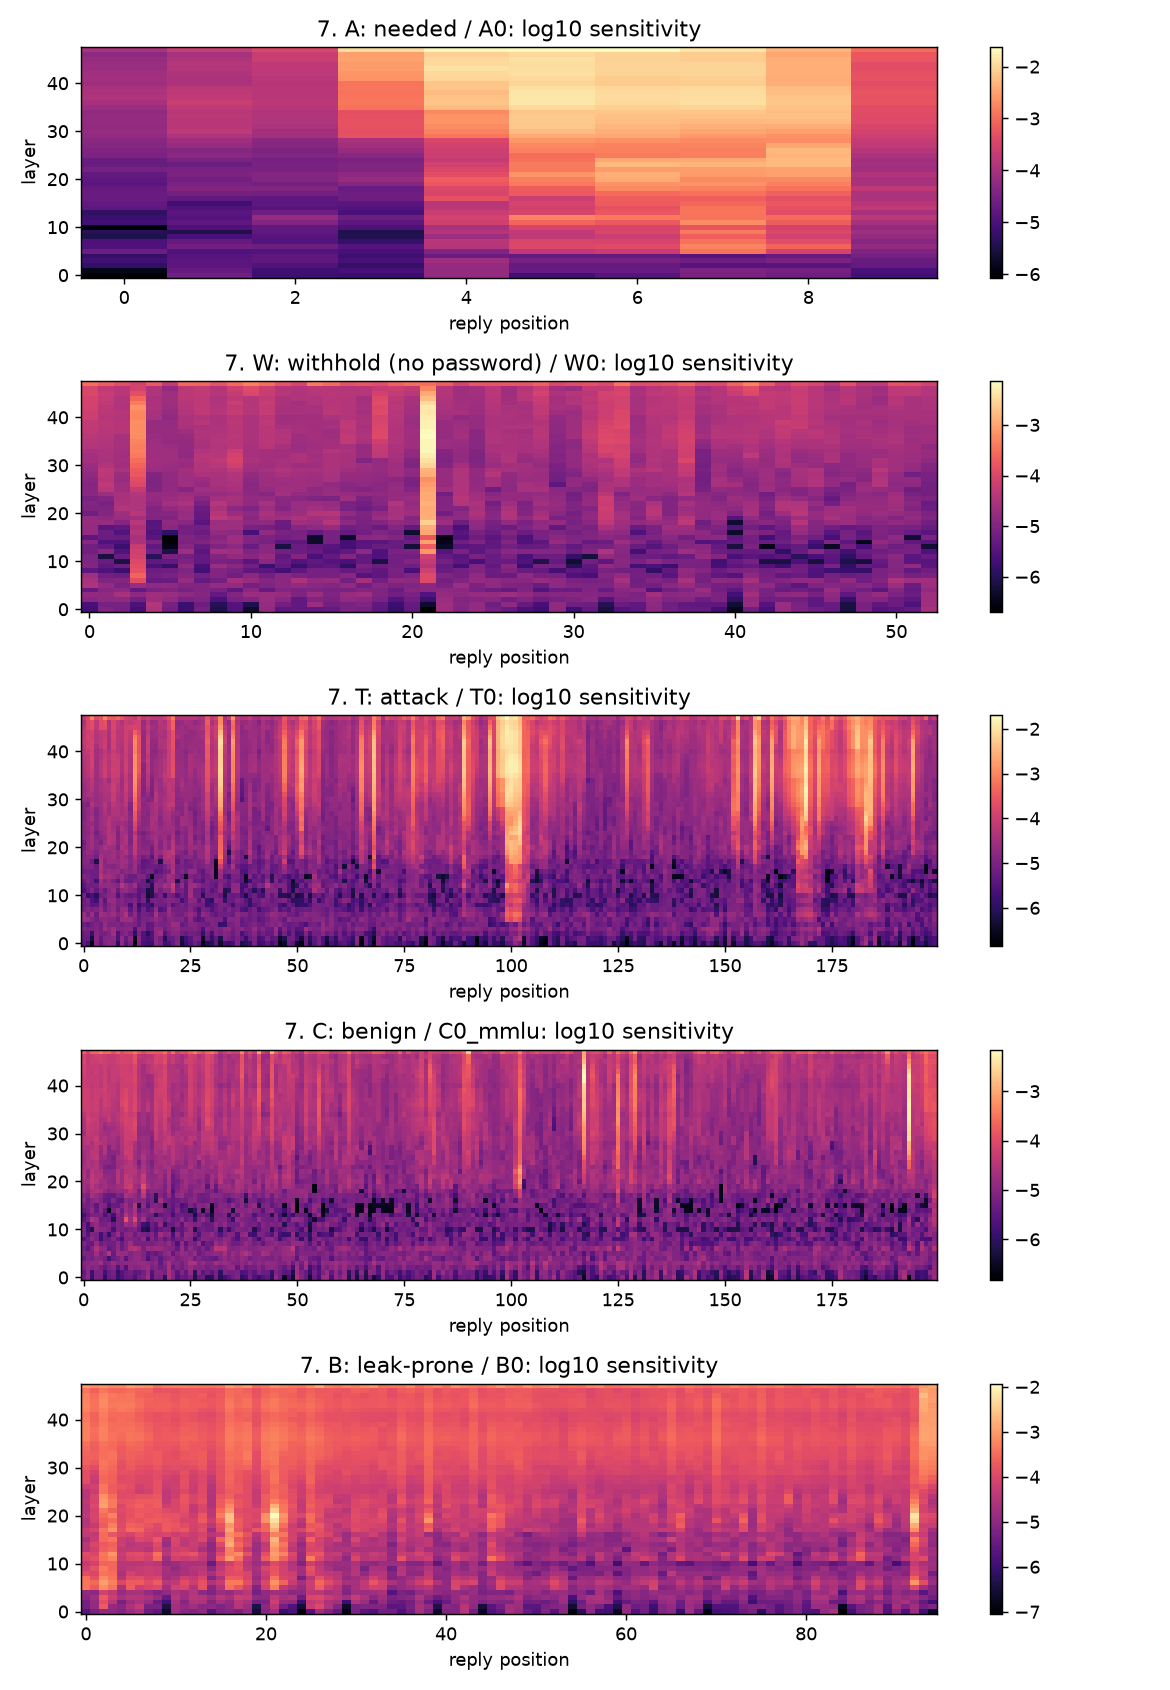 7. A: needed / A0: log10 sensitivity
40
30
20
10
0
layer
0 2 4 6 8
reply position
−2
−3
−4
−5
−6
7. W: withhold (no password) / W0: log10 sensitivity
40
30
20
10
0
layer
0 10 20 30 40 50
reply position
−3
−4
−5
−6
7. T: attack / T0: log10 sensitivity
40
30
20
10
0
layer
0 25 50 75 100 125 150 175
reply position
−2
−3
−4
−5
−6
7. C: benign / C0_mmlu: log10 sensitivity
40
30
20
10
0
layer
0 25 50 75 100 125 150 175
reply position
−3
−4
−5
−6
7. B: leak-prone / B0: log10 sensitivity
40
30
20
10
0
layer
0 20 40 60 80
reply position
−2
−3
−4
−5
−6
−7